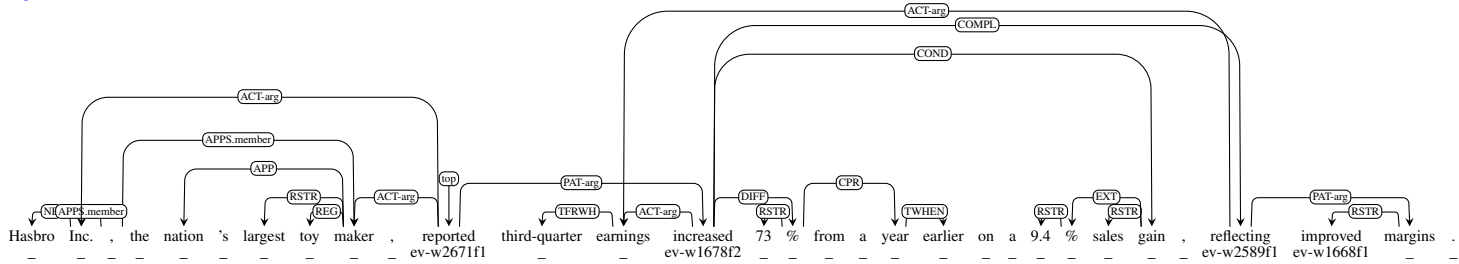 ACT-arg
COMPL
COND
ACT-arg
APPS.member
APP
top PAT-arg CPR
RSTR ACT-arg DIFF EXT PAT-arg
APPS.member REG TFRWH ACT-arg RSTR TWHEN RSTR RSTR RSTR
Hasbro Inc. , the nation 's largest toy maker , reported third-quarter earnings increased 73 % from a year earlier on a 9.4 % sales gain , reflecting improved margins .
_ _ _ _ _ _ _ _ _ _ ev-w2671f1 _ _ ev-w1678f2 _ _ _ _ _ _ _ _ _ _ _ _ _ ev-w2589f1 ev-w1668f1 _ _